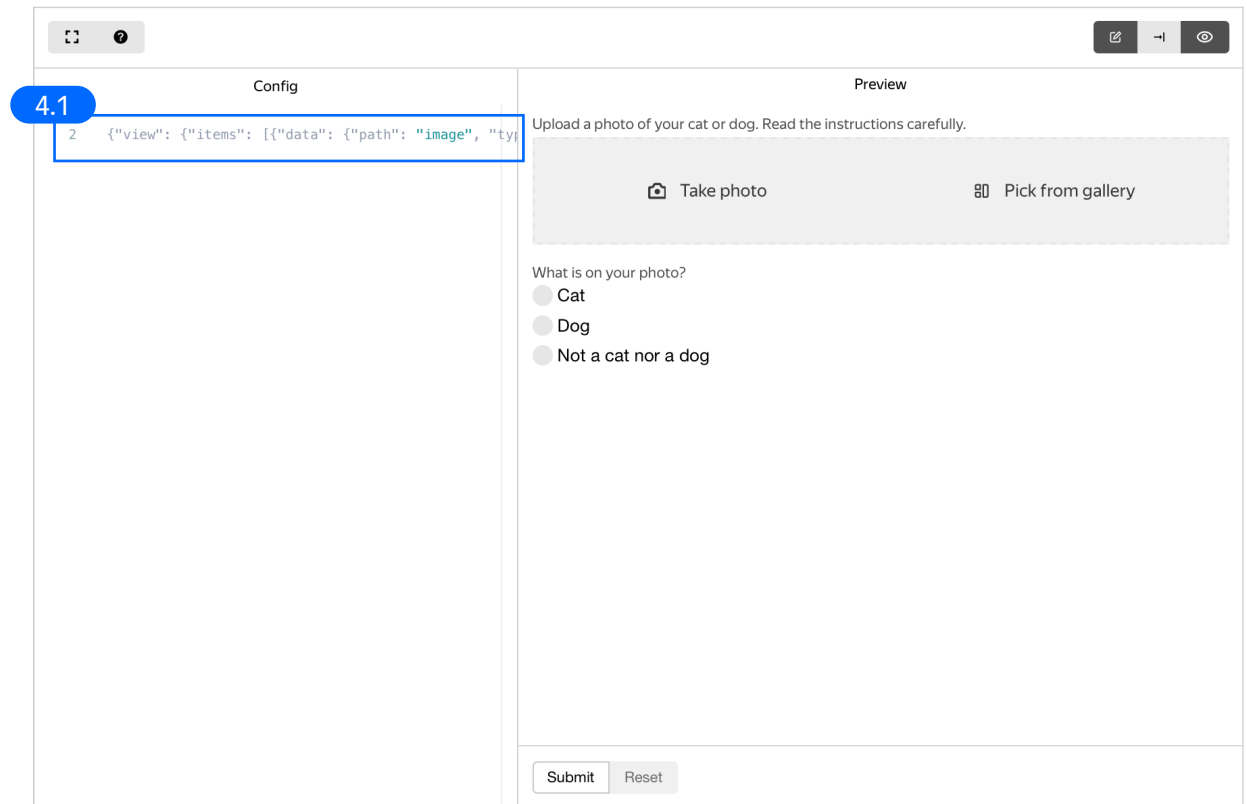 Config
Preview
4.1
2 {"view": {"items": [{"data": {"path": "image", "typ
Upload a photo of your cat or dog. Read the instructions carefully.
Take photo
Pick from gallery
What is on your photo?
Cat
Dog
Not a cat nor a dog
Submit
Reset